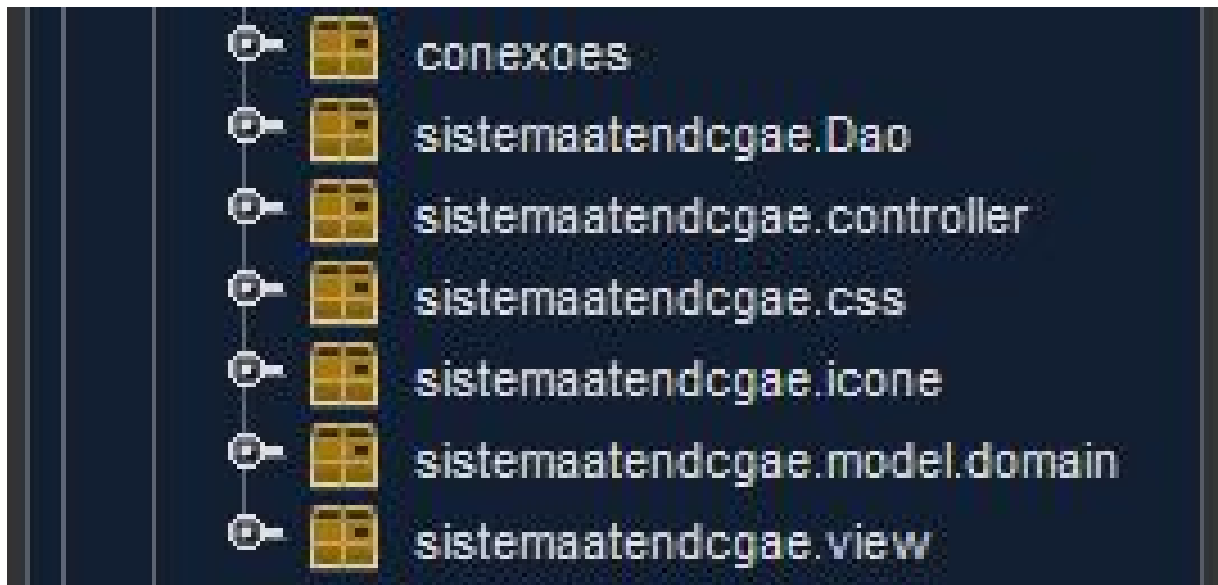 conexoes
sistemaatendcgae.Dao
sistemaatendcgae.controller
sistemaatendcgae.css
sistemaatendcgae.icone
sistemaatendcgae.model.domain
sistemaatendcgae.view